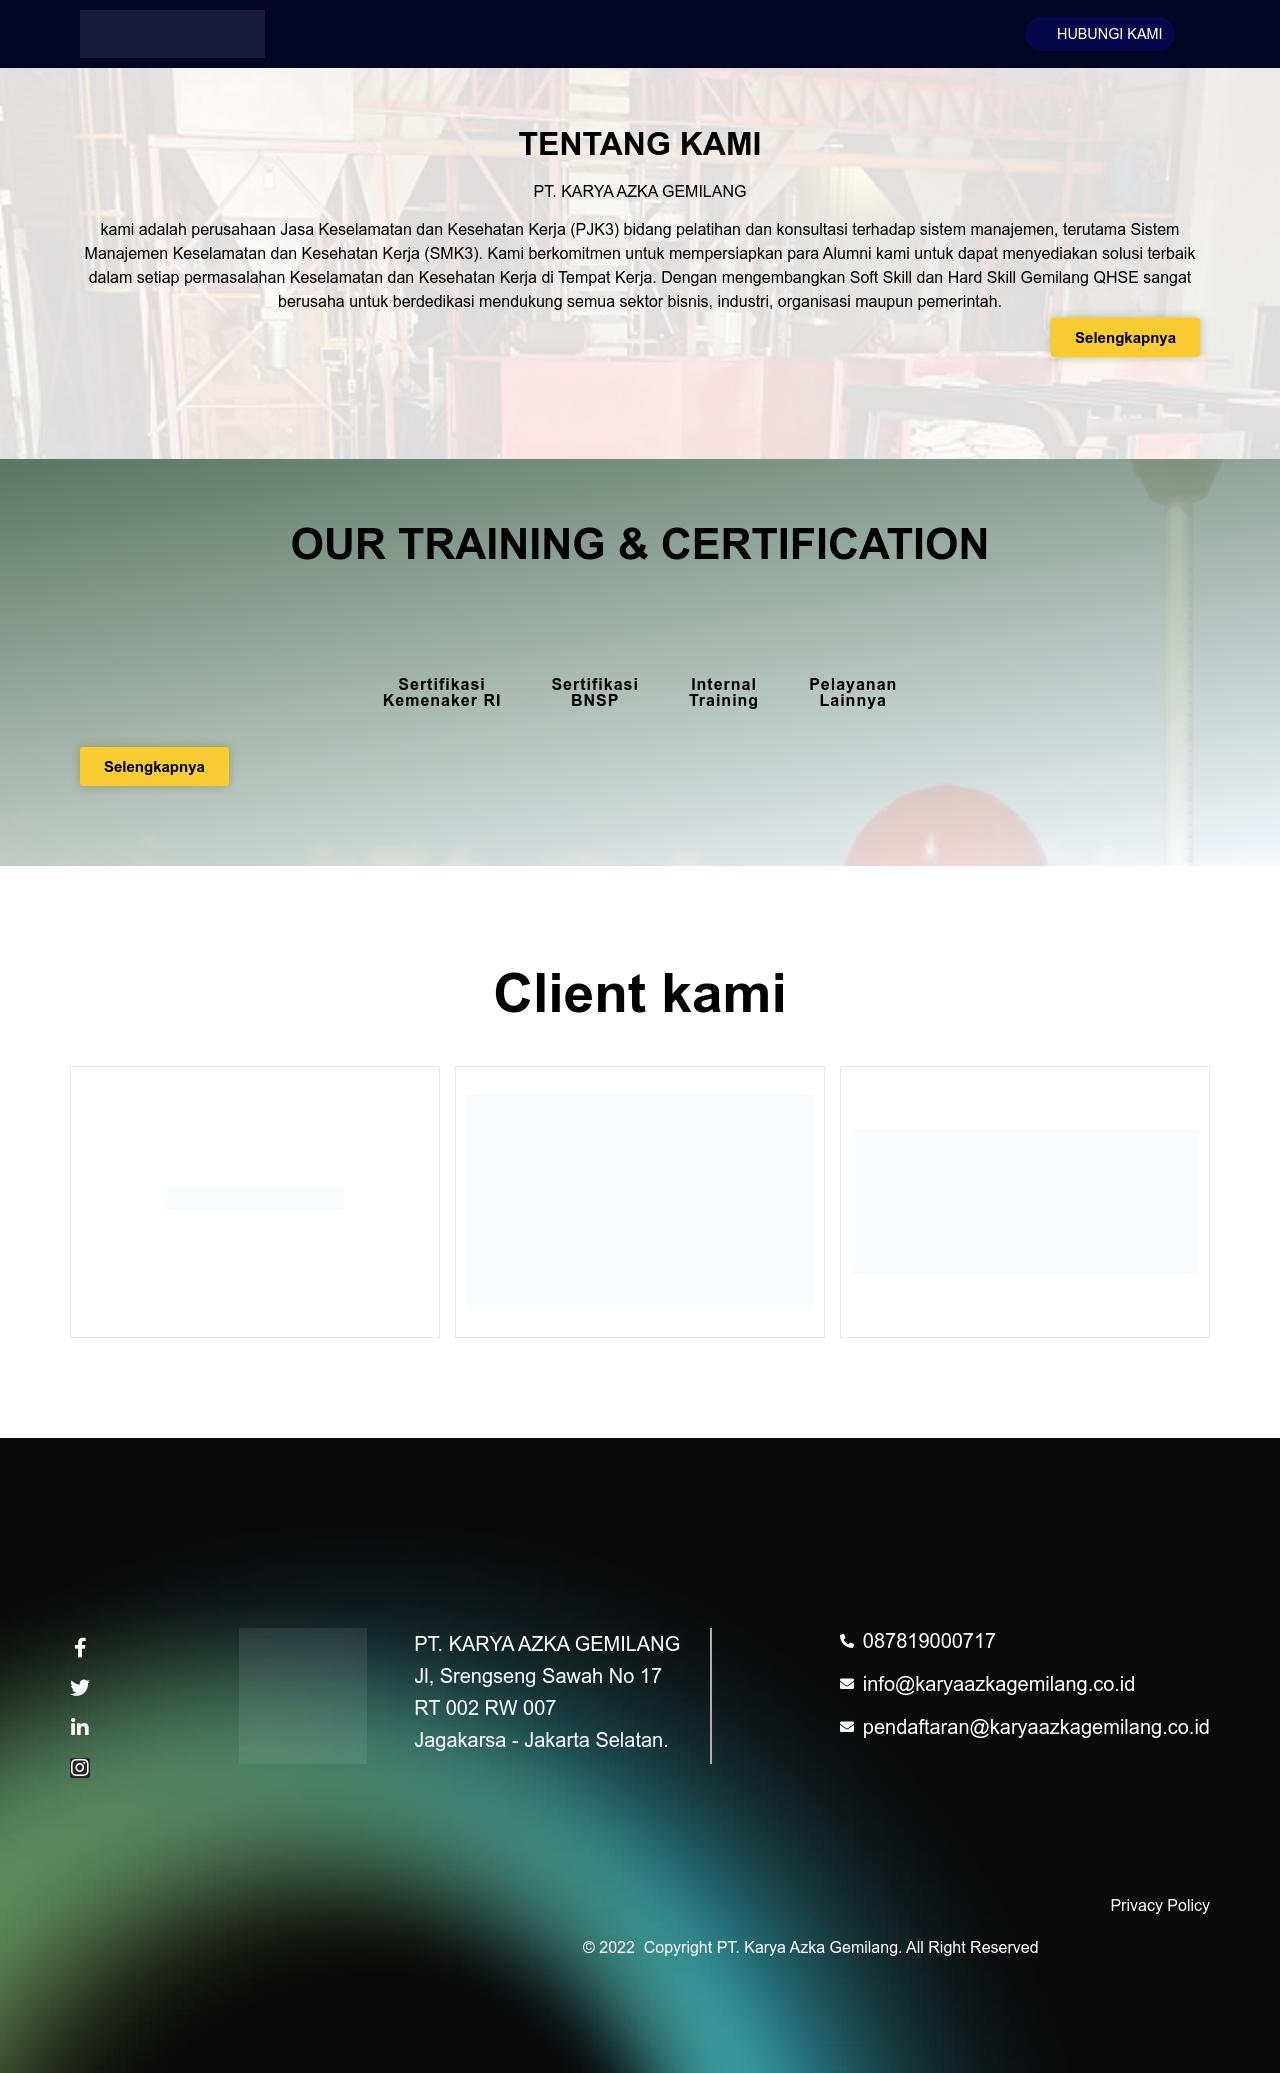 HUBUNGI KAMI
TENTANG KAMI
PT. KARYA AZKA GEMILANG
kami adalah perusahaan Jasa Keselamatan dan Kesehatan Kerja (PJK3) bidang pelatihan dan konsultasi terhadap sistem manajemen, terutama Sistem
Manajemen Keselamatan dan Kesehatan Kerja (SMK3). Kami berkomitmen untuk mempersiapkan para Alumni kami untuk dapat menyediakan solusi terbaik
dalam setiap permasalahan Keselamatan dan Kesehatan Kerja di Tempat Kerja. Dengan mengembangkan Soft Skill dan Hard Skill Gemilang QHSE sangat
berusaha untuk berdedikasi mendukung semua sektor bisnis, industri, organisasi maupun pemerintah.
Selengkapnya
OUR TRAINING & CERTIFICATION
Sertifikasi
Kemenaker RI
Sertifikasi
BNSP
Internal
Training
Pelayanan
Lainnya
Selengkapnya
Client kami
PT. KARYA AZKA GEMILANG
Jl, Srengseng Sawah No 17
RT 002 RW 007
Jagakarsa - Jakarta Selatan.
087819000717
info@karyaazkagemilang.co.id
pendaftaran@karyaazkagemilang.co.id
Privacy Policy
© 2022  Copyright PT. Karya Azka Gemilang. All Right Reserved